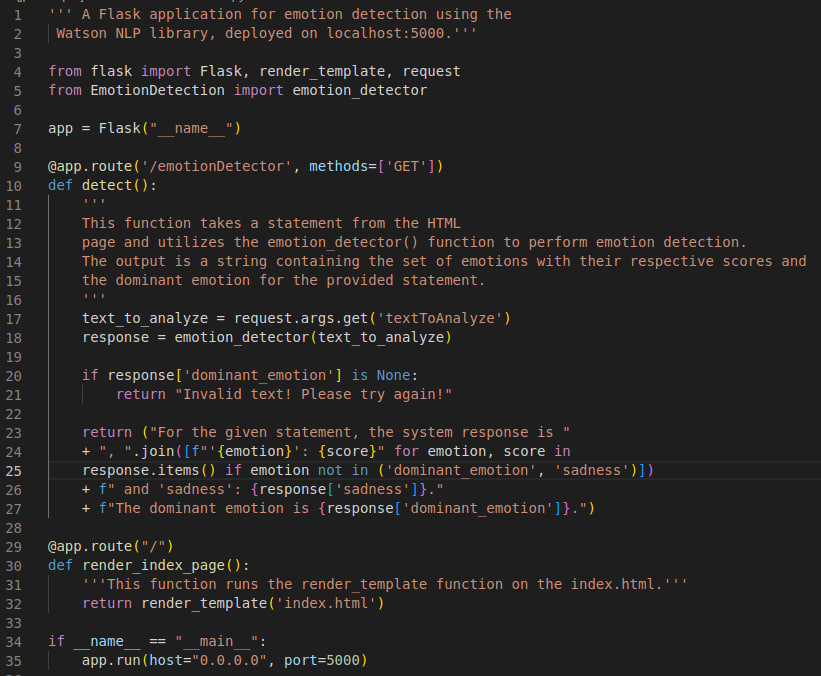 1 ''' A Flask application for emotion detection using the
2 Watson NLP library, deployed on localhost:5000.'''
3
4 from flask import Flask, render_template, request
5 from EmotionDetection import emotion_detector
6
7 app = Flask("__name__")
8
9 @app.route('/emotionDetector', methods=['GET'])
10 def detect():
11 '''
12 This function takes a statement from the HTML
13 page and utilizes the emotion_detector() function to perform emotion detection.
14 The output is a string containing the set of emotions with their respective scores and
15 the dominant emotion for the provided statement.
16 '''
17 text_to_analyze = request.args.get('textToAnalyze')
18 response = emotion_detector(text_to_analyze)
19
20 if response['dominant_emotion'] is None:
21 return "Invalid text! Please try again!"
22
23 return ("For the given statement, the system response is "
24 + ", ".join([f"'{emotion}': {score}" for emotion, score in
25 response.items() if emotion not in ('dominant_emotion', 'sadness')])
26 + f" and 'sadness': {response['sadness']}."
27 + f"The dominant emotion is {response['dominant_emotion']}.")
28
29 @app.route("/")
30 def render_index_page():
31 '''This function runs the render_template function on the index.html.'''
32 return render_template('index.html')
33
34 if __name__ == "__main__":
35 app.run(host="0.0.0.0", port=5000)